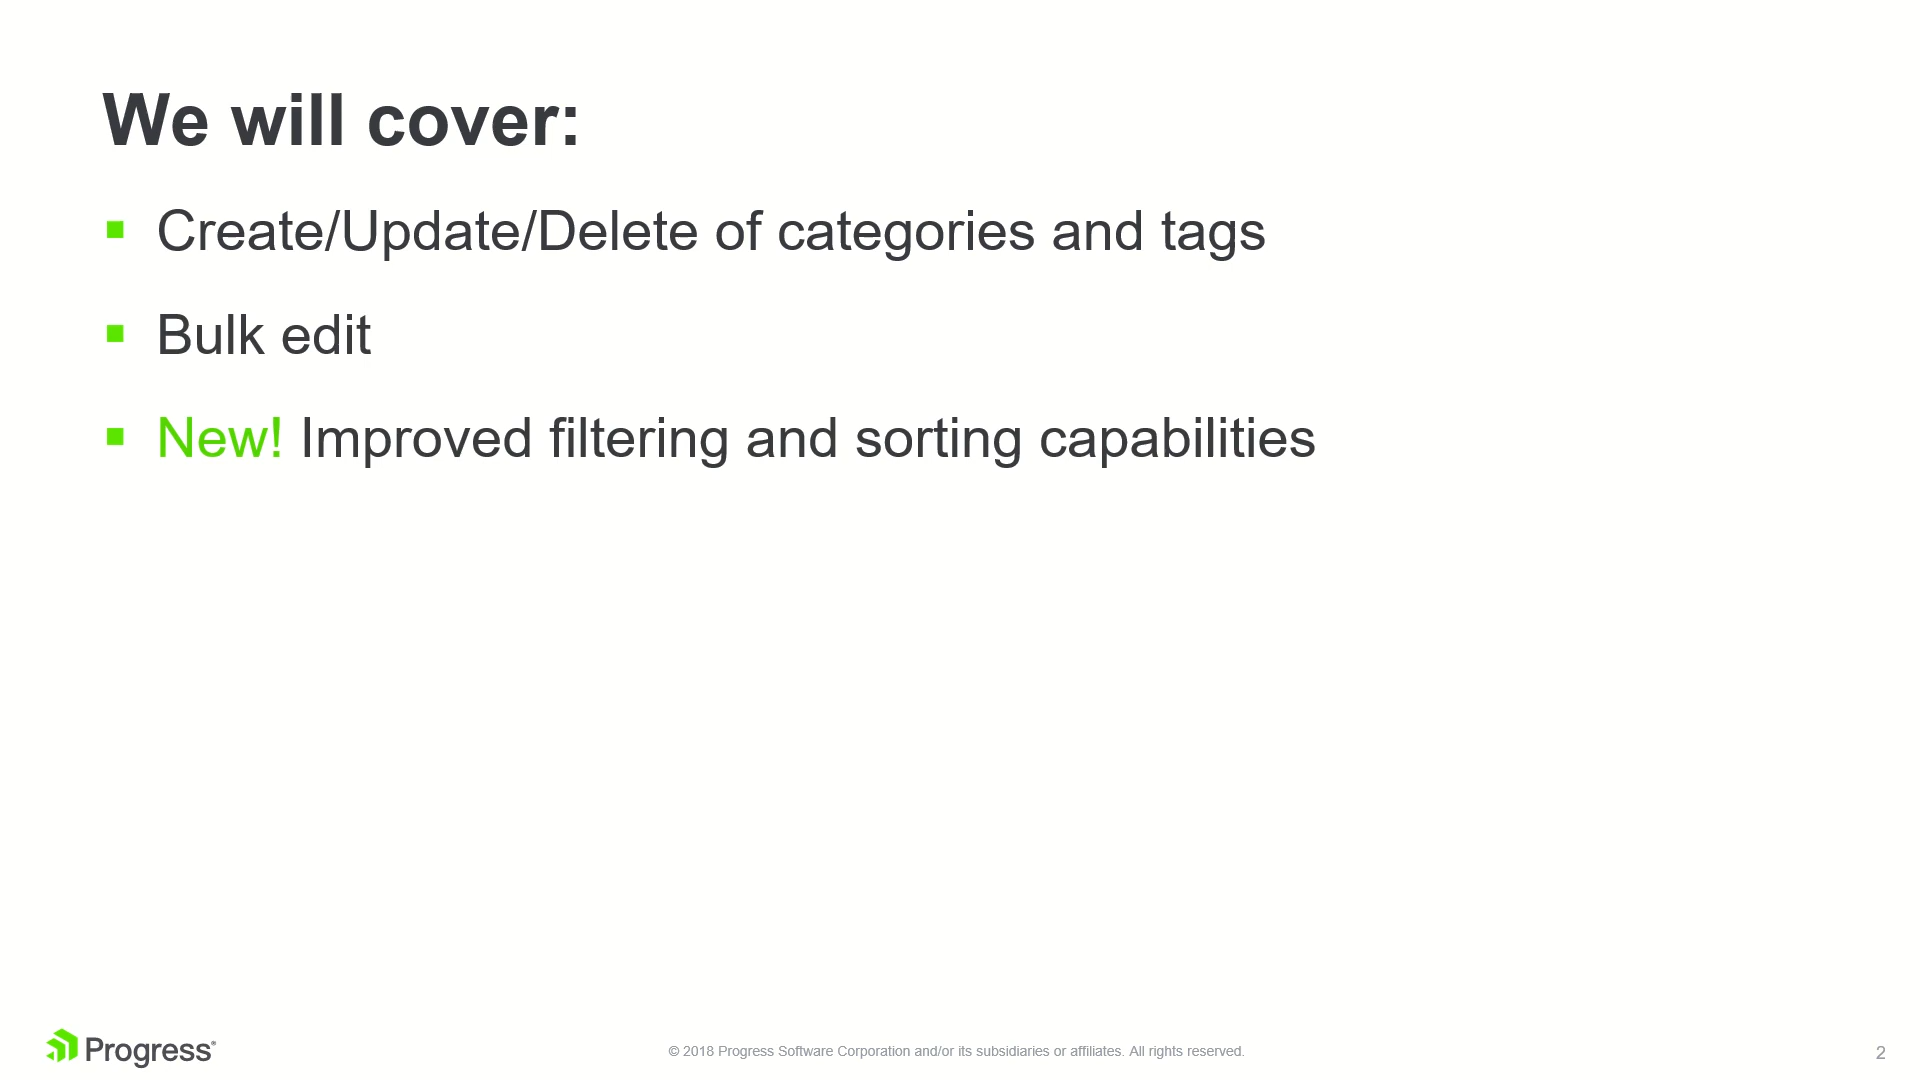 We will cover:
Create/Update/Delete of categories and tags
Bulk edit
New! Improved filtering and sorting capabilities
Progress®
© 2018 Progress Software Corporation and/or its subsidiaries or affiliates. All rights reserved.
2